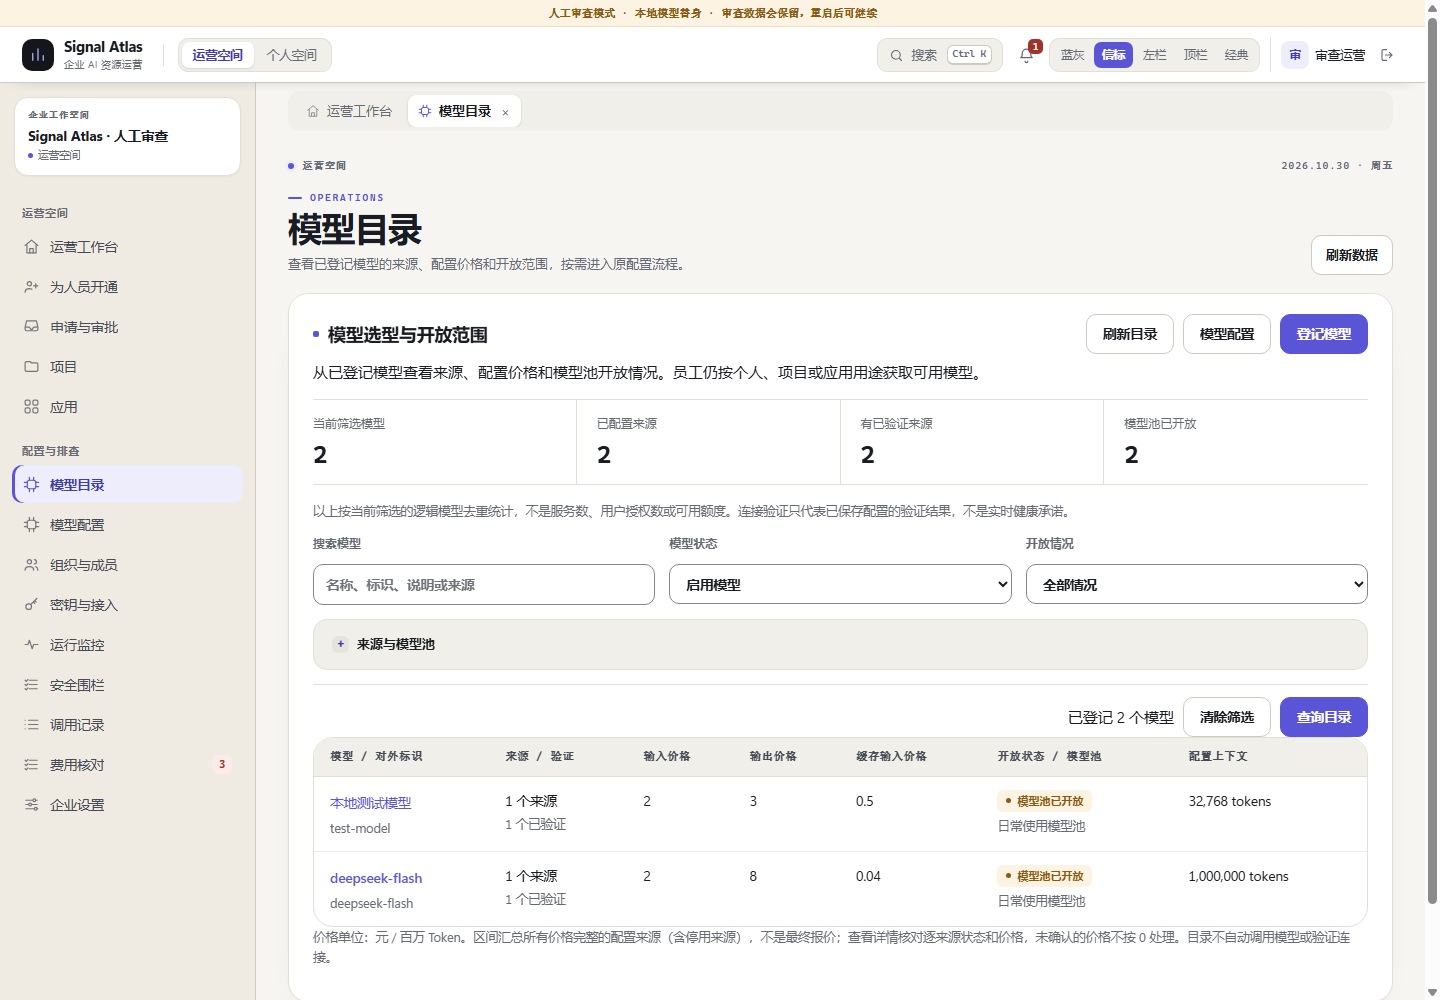 人工审查模式 · 本地模型替身 · 审查数据会保留，重启后可继续
Signal Atlas
企业 AI 资源运营
运营空间 个人空间
搜索 Ctrl K
1
蓝灰 信标 左栏 顶栏 经典
审 审查运营
企业工作空间
Signal Atlas · 人工审查
运营空间
运营空间
运营工作台
为人员开通
申请与审批
项目
应用
配置与排查
模型目录
模型配置
组织与成员
密钥与接入
运行监控
安全围栏
调用记录
费用核对 3
企业设置
运营工作台 模型目录 ×
运营空间 2026.10.30 · 周五
OPERATIONS
模型目录
查看已登记模型的来源、配置价格和开放范围，按需进入原配置流程。
刷新数据
模型选型与开放范围
刷新目录 模型配置 登记模型
从已登记模型查看来源、配置价格和模型池开放情况。员工仍按个人、项目或应用用途获取可用模型。
当前筛选模型 已配置来源 有已验证来源 模型池已开放
2 2 2 2
以上按当前筛选的逻辑模型去重统计，不是服务数、用户授权数或可用额度。连接验证只代表已保存配置的验证结果，不是实时健康承诺。
搜索模型 模型状态 开放情况
名称、标识、说明或来源 启用模型 全部情况
+ 来源与模型池
已登记 2 个模型 清除筛选 查询目录
模型 / 对外标识 来源 / 验证 输入价格 输出价格 缓存输入价格 开放状态 / 模型池 配置上下文
本地测试模型 1 个来源 2 3 0.5 模型池已开放 32,768 tokens
test-model 1 个已验证 日常使用模型池
deepseek-flash 1 个来源 2 8 0.04 模型池已开放 1,000,000 tokens
deepseek-flash 1 个已验证 日常使用模型池
价格单位：元 / 百万 Token。区间汇总所有价格完整的配置来源（含停用来源），不是最终报价；查看详情核对逐来源状态和价格，未确认的价格不按 0 处理。目录不自动调用模型或验证连
接。